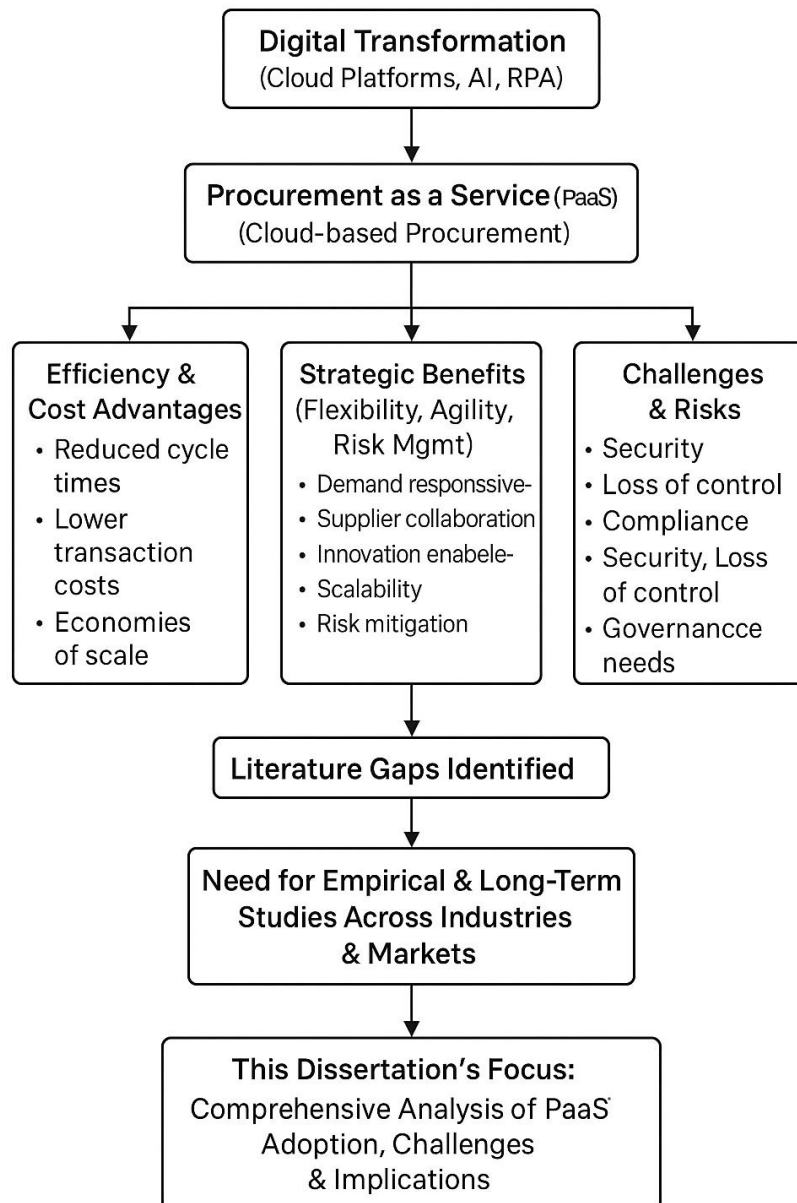 Digital Transformation
(Cloud Platforms, AI, RPA)
Procurement as a Service (PaaS)
(Cloud-based Procurement)
Efficiency &
Cost Advantages
• Reduced cycle
times
• Lower
transaction
costs
• Economies
of scale
Strategic Benefits
(Flexibility, Agility,
Risk Mgmt)
• Demand responssive-
• Supplier collaboration
• Innovation enabele-
• Scalability
• Risk mitigation
Challenges
& Risks
• Security
• Loss of control
• Compliance
• Security, Loss
of control
• Governancce
needs
Literature Gaps Identified
Need for Empirical & Long-Term
Studies Across Industries
& Markets
This Dissertation’s Focus:
Comprehensive Analysis of PaaS
Adoption, Challenges
& Implications